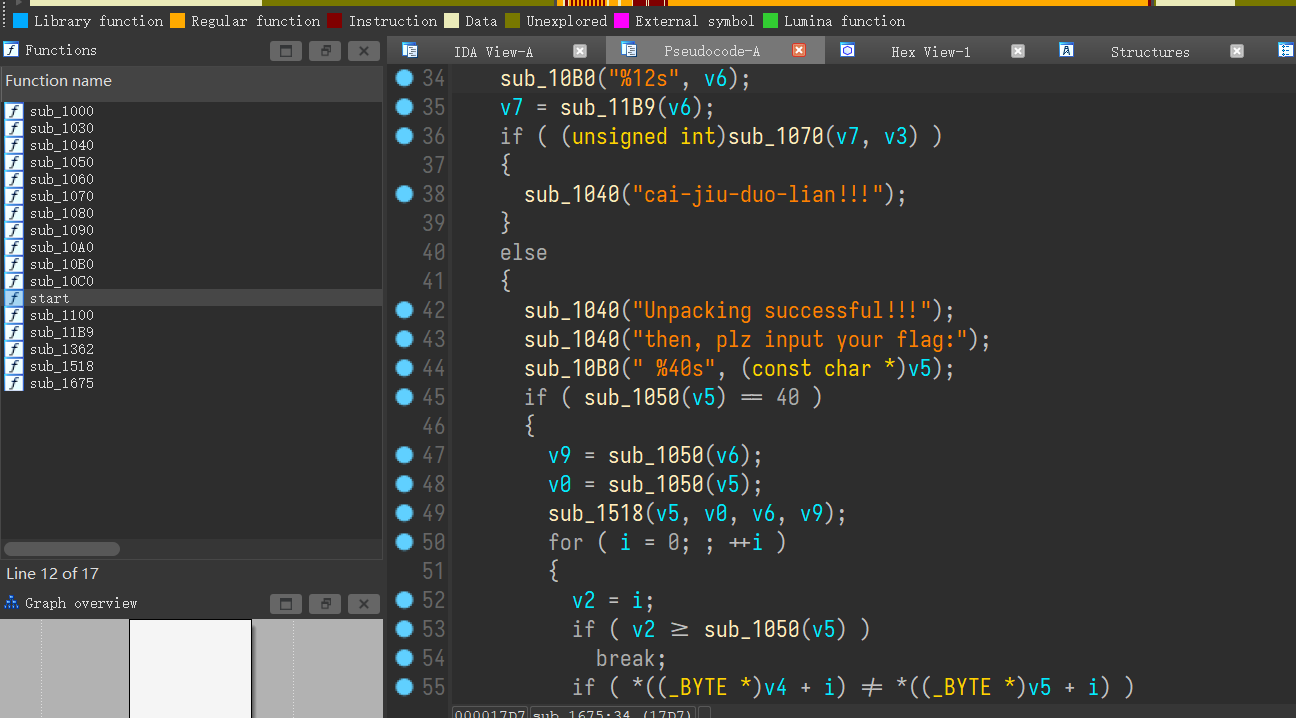 Library function Regular function Instruction Data Unexplored External symbol Lumina function
Functions
IDA View-A Pseudocode-A Hex View-1 Structures
Function name
sub_1000
sub_1030
sub_1040
sub_1050
sub_1060
sub_1070
sub_1080
sub_1090
sub_10A0
sub_10B0
sub_10C0
start
sub_1100
sub_11B9
sub_1362
sub_1518
sub_1675
Line 12 of 17
Graph overview
34 sub_10B0("%12s", v6);
35 v7 = sub_11B9(v6);
36 if ( (unsigned int)sub_1070(v7, v3) )
37 {
38 sub_1040("cai-jiu-duo-lian!!!");
39 }
40 else
41 {
42 sub_1040("Unpacking successful!!!");
43 sub_1040("then, plz input your flag:");
44 sub_10B0(" %40s", (const char *)v5);
45 if ( sub_1050(v5) == 40 )
46 {
47 v9 = sub_1050(v6);
48 v0 = sub_1050(v5);
49 sub_1518(v5, v0, v6, v9);
50 for ( i = 0; ; ++i )
51 {
52 v2 = i;
53 if ( v2 >= sub_1050(v5) )
54 break;
55 if ( *((_BYTE *)v4 + i) != *((_BYTE *)v5 + i) )
000017D7 sub_1675:34 (17D7)